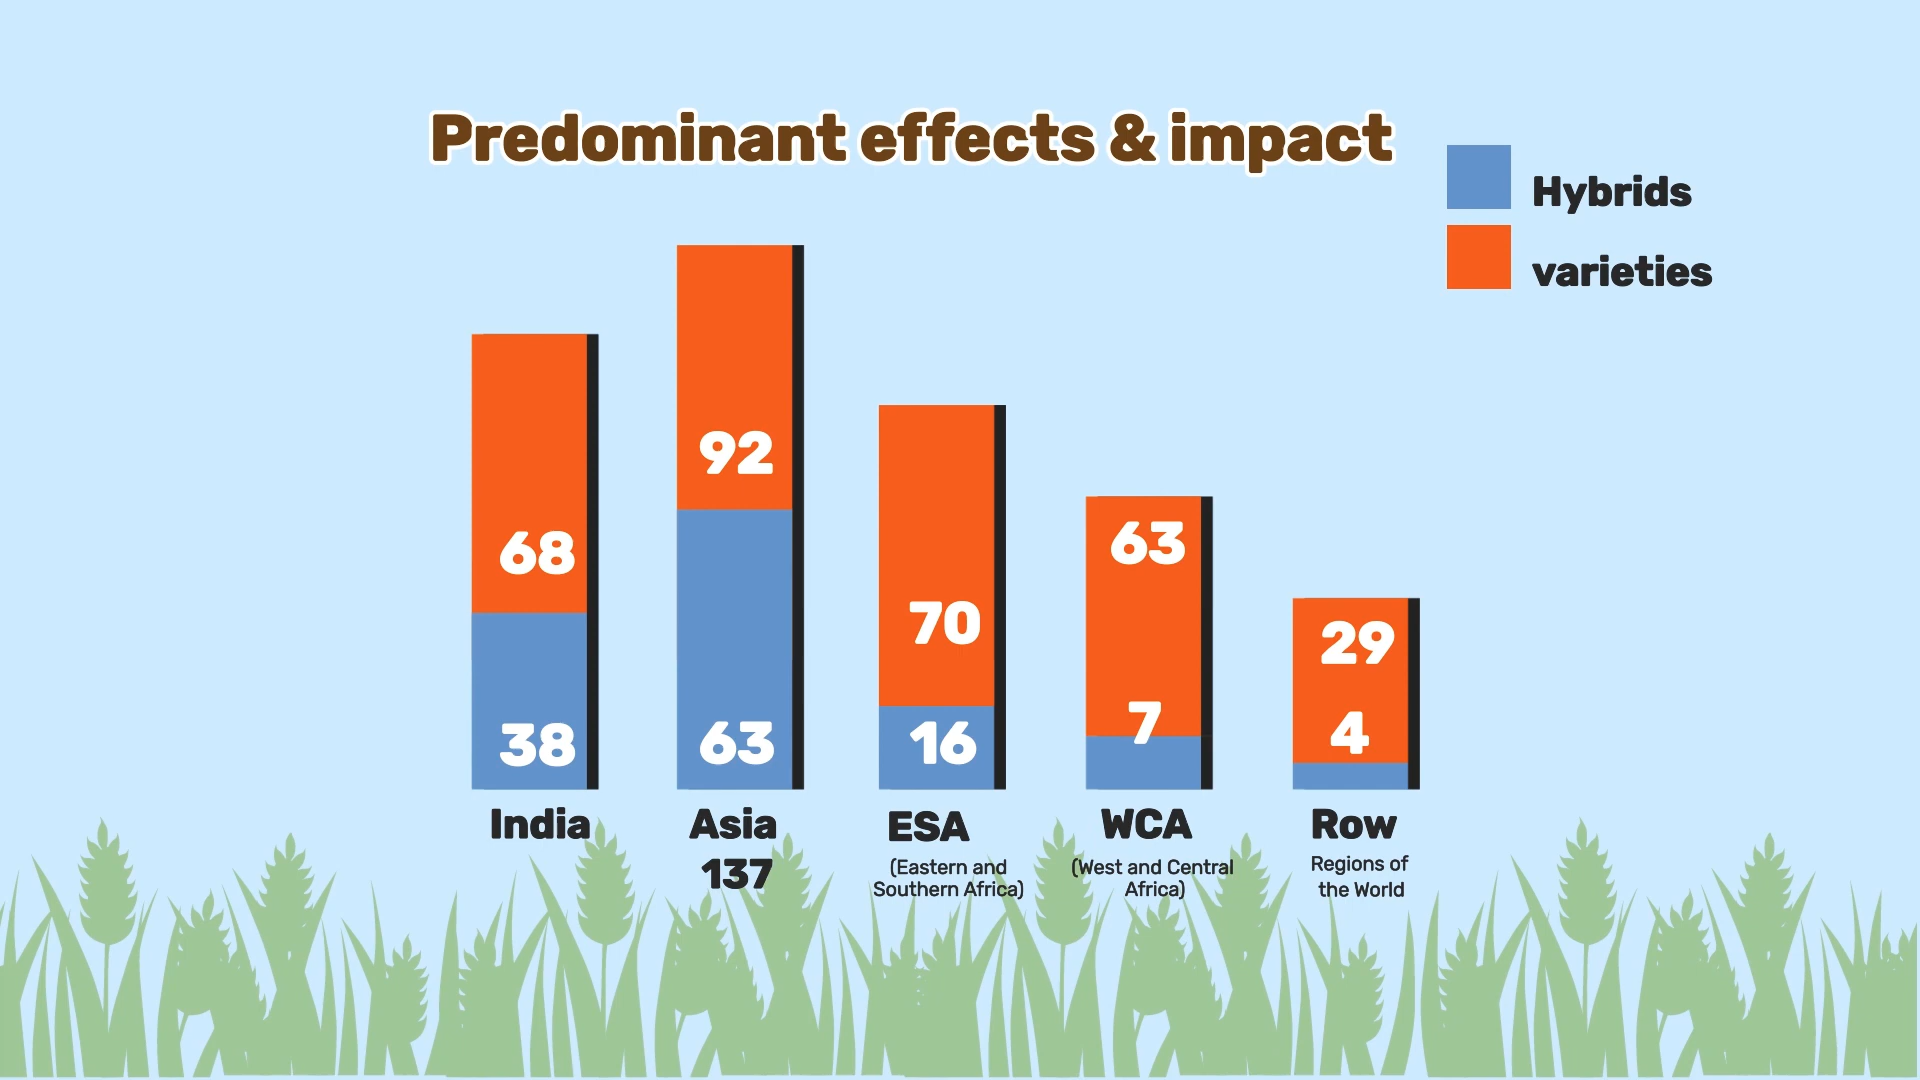 Predominant effects & impact
Hybrids
varieties
68
38
92
63
70
16
63
7
29
4
India
Asia
137
ESA
(Eastern and
Southern Africa)
WCA
(West and Central
Africa)
Row
Regions of
the World